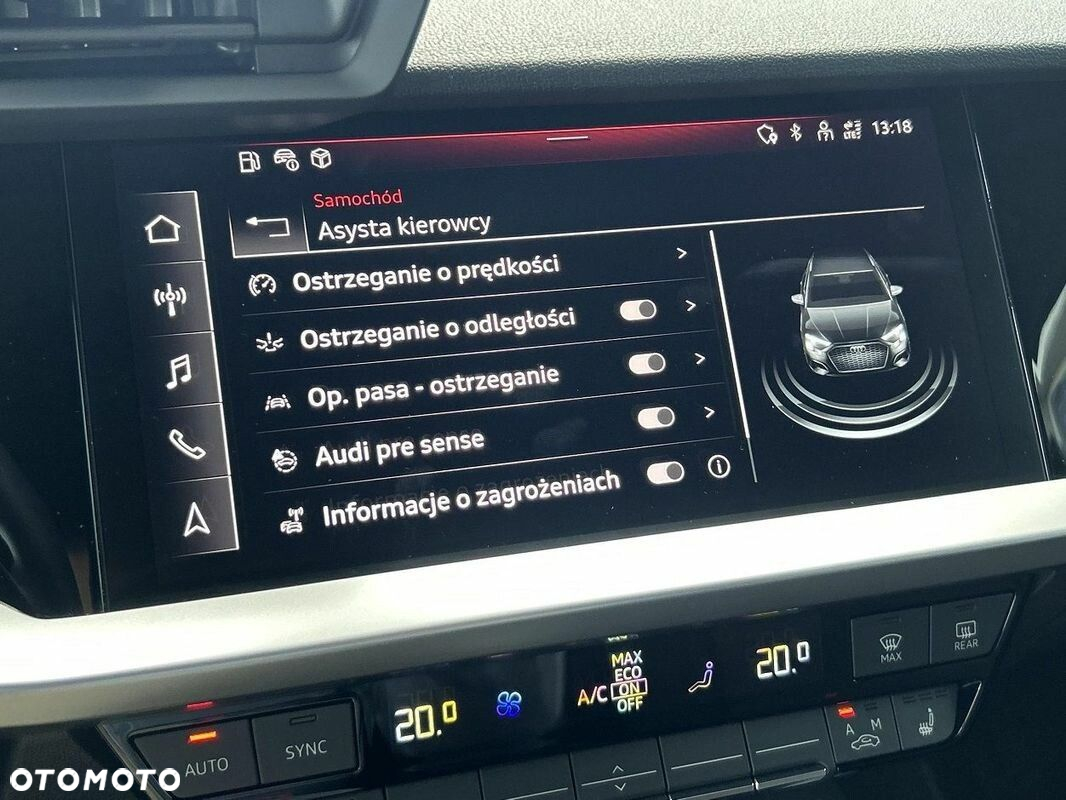 13:18
LTE
Samochód
Asysta kierowcy
Ostrzeganie o prędkości
Ostrzeganie o odległości
Op. pasa - ostrzeganie
Audi pre sense
Informacje o zagrożeniach
MAX
ECO
A/C ON
OFF
20.0
20.0
MAX
REAR
AUTO
SYNC
A M
OTOMOTO